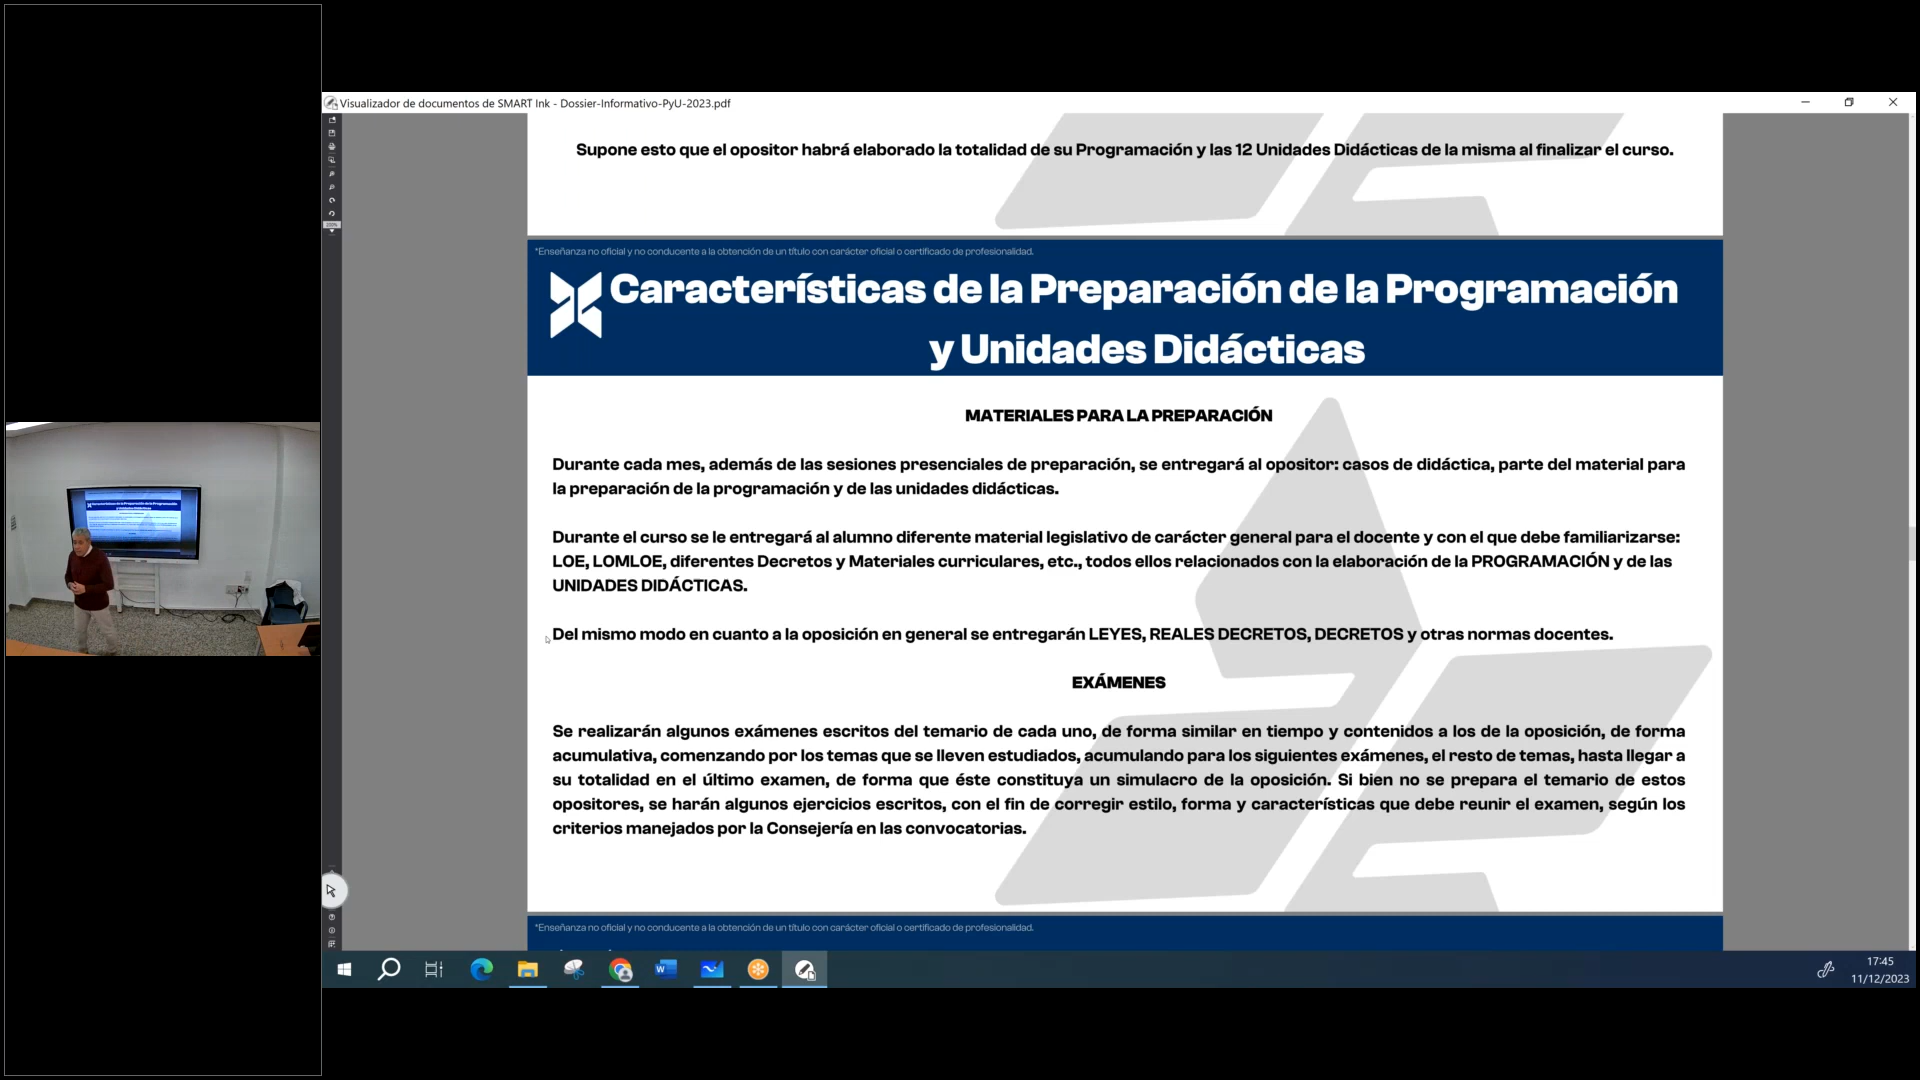 Visualizador de documentos de SMART Ink - Dossier-Informativo-PyU-2023.pdf
Supone esto que el opositor habrá elaborado la totalidad de su Programación y las 12 Unidades Didácticas de la misma al finalizar el curso.
*Enseñanza no oficial y no conducente a la obtención de un título con carácter oficial o certificado de profesionalidad.
Características de la Preparación de la Programación
y Unidades Didácticas
MATERIALES PARA LA PREPARACIÓN
Durante cada mes, además de las sesiones presenciales de preparación, se entregará al opositor: casos de didáctica, parte del material para
la preparación de la programación y de las unidades didácticas.
Durante el curso se le entregará al alumno diferente material legislativo de carácter general para el docente y con el que debe familiarizarse:
LOE, LOMLOE, diferentes Decretos y Materiales curriculares, etc., todos ellos relacionados con la elaboración de la PROGRAMACIÓN y de las
UNIDADES DIDÁCTICAS.
Del mismo modo en cuanto a la oposición en general se entregarán LEYES, REALES DECRETOS, DECRETOS y otras normas docentes.
EXÁMENES
Se realizarán algunos exámenes escritos del temario de cada uno, de forma similar en tiempo y contenidos a los de la oposición, de forma
acumulativa, comenzando por los temas que se lleven estudiados, acumulando para los siguientes exámenes, el resto de temas, hasta llegar a
su totalidad en el último examen, de forma que éste constituya un simulacro de la oposición. Si bien no se prepara el temario de estos
opositores, se harán algunos ejercicios escritos, con el fin de corregir estilo, forma y características que debe reunir el examen, según los
criterios manejados por la Consejería en las convocatorias.
*Enseñanza no oficial y no conducente a la obtención de un título con carácter oficial o certificado de profesionalidad.
17:45
11/12/2023